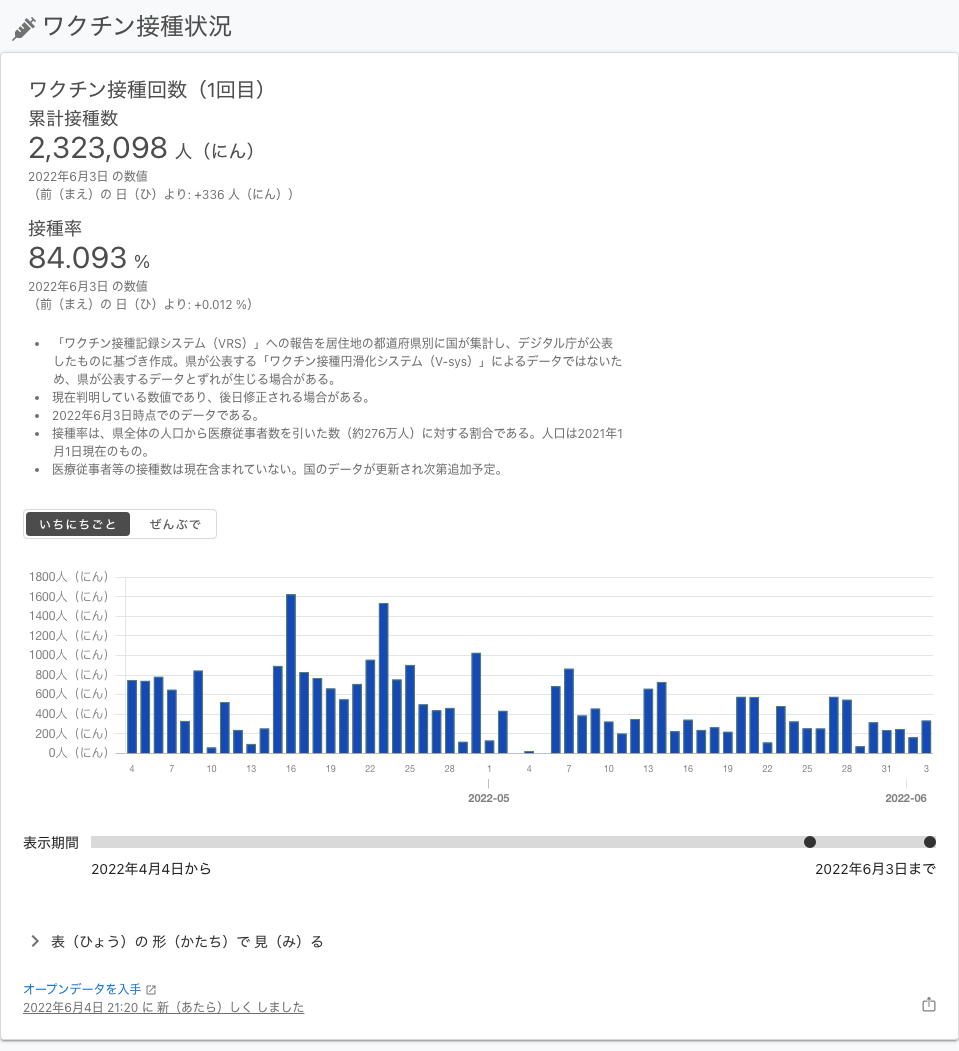 ワクチン接種状況
ワクチン接種回数（1回目）
累計接種数
2,323,098 人（にん）
2022年6月3日 の数値
（前（まえ）の 日（ひ）より: +336 人（にん））
接種率
84.093 %
2022年6月3日 の数値
（前（まえ）の 日（ひ）より: +0.012 %）
• 「ワクチン接種記録システム（VRS）」への報告を居住地の都道府県別に国が集計し、デジタル庁が公表
したものに基づき作成。県が公表する「ワクチン接種円滑化システム（V-sys）」によるデータではないた
め、県が公表するデータとずれが生じる場合がある。
• 現在判明している数値であり、後日修正される場合がある。
• 2022年6月3日時点でのデータである。
• 接種率は、県全体の人口から医療従事者数を引いた数（約276万人）に対する割合である。人口は2021年1
月1日現在のもの。
• 医療従事者等の接種数は現在含まれていない。国のデータが更新され次第追加予定。
いちにちごと ぜんぶで
1800人（にん）
1600人（にん）
1400人（にん）
1200人（にん）
1000人（にん）
800人（にん）
600人（にん）
400人（にん）
200人（にん）
0人（にん）
4 7 10 13 16 19 22 25 28 1 4 7 10 13 16 19 22 25 28 31 3
2022-05 2022-06
表示期間
2022年4月4日から 2022年6月3日まで
表（ひょう）の 形（かたち）で 見（み）る
オープンデータを入手
2022年6月4日 21:20 に 新（あたら）しく しました